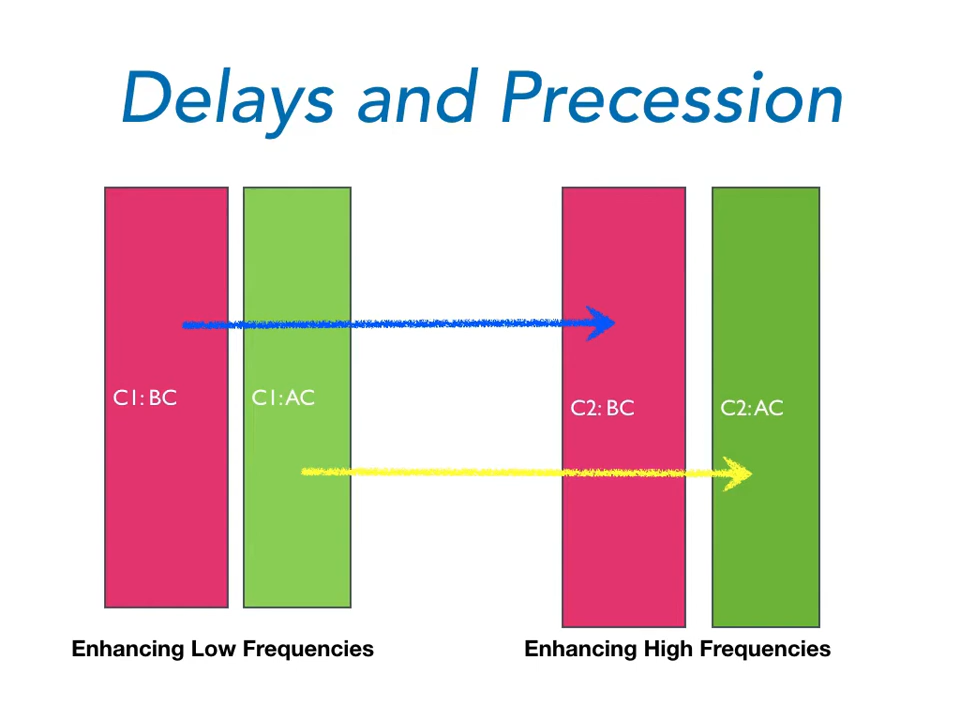 Delays and Precession
C1: BC
C1: AC
C2: BC
C2: AC
Enhancing Low Frequencies
Enhancing High Frequencies